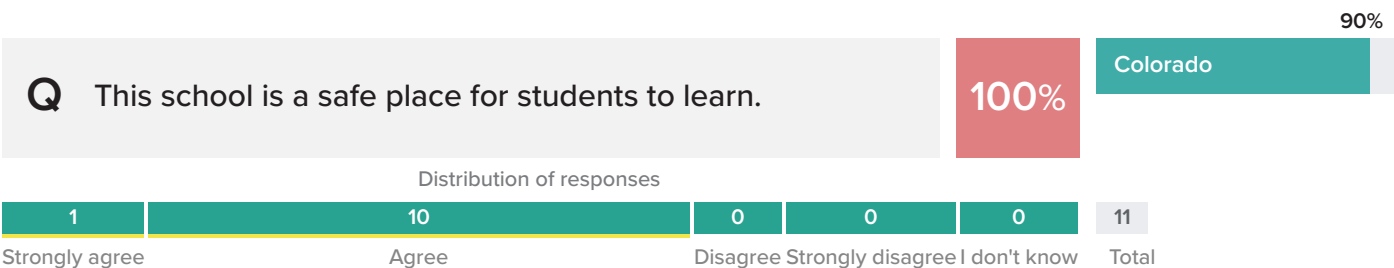 90%
Q This school is a safe place for students to learn.
100%
Colorado
Distribution of responses
1 10 0 0 0 11
Strongly agree Agree Disagree Strongly disagree I don't know Total